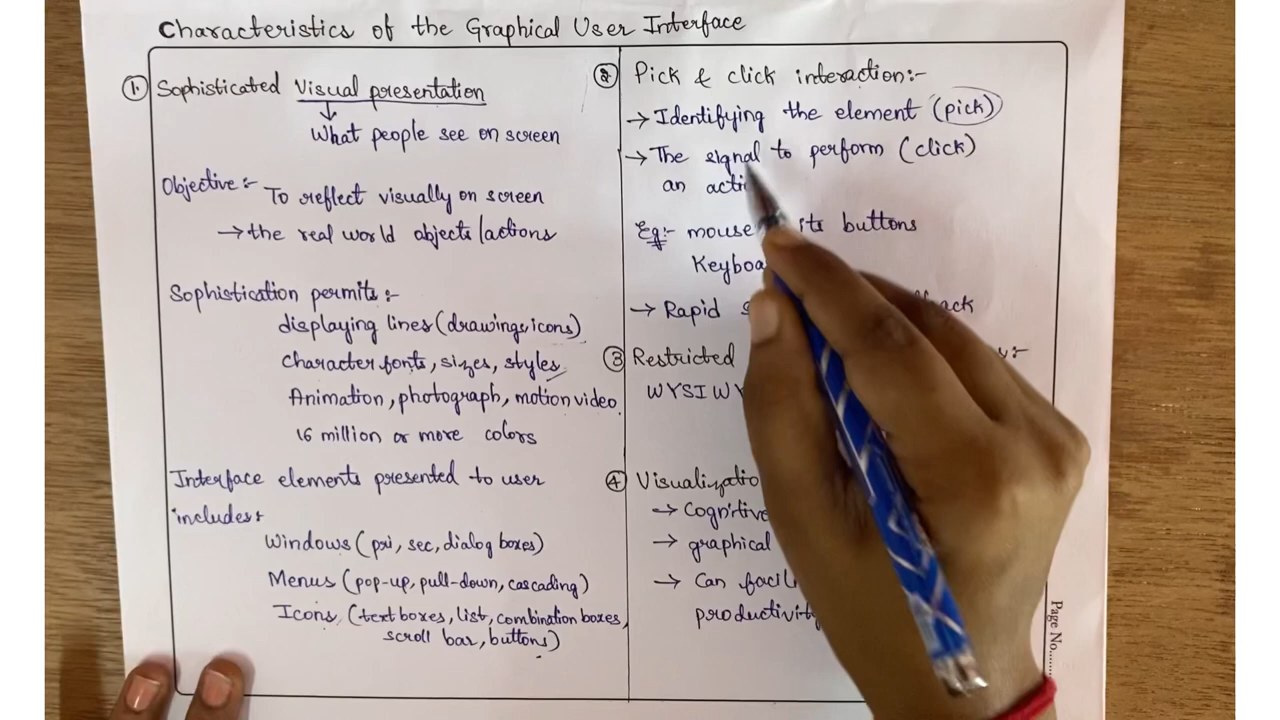 Characteristics of the Graphical User Interface
① Sophisticated Visual presentation
↓
What people see on screen
Objective :- To reflect visually on screen
→ the real world objects/actions
Sophistication permits :-
displaying lines (drawings, icons)
Character fonts, sizes, styles
Animation, photograph, motion video
16 million or more colors
Interface elements presented to user
includes :
Windows (pri, sec, dialog boxes)
Menus (pop-up, pull-down, cascading)
Icons (text boxes, list, combination boxes,
scroll bar, buttons)
② Pick & click interaction :-
→ Identifying the element (pick)
→ The signal to perform (click)
an
Eg :- mouse its buttons
→ Rapid
③ Restricted
④
→ Cognitive
→ graphical
→ Can
productivity
Page No.......